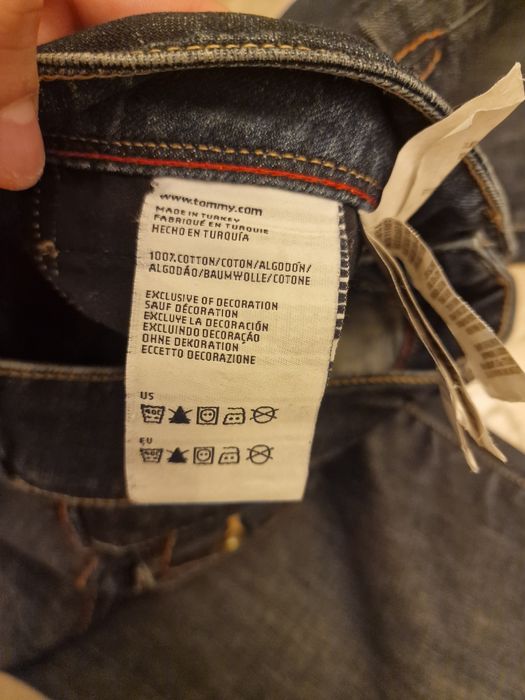 www.tommy.com
MADE IN TURKEY
FABRIQUÉ EN TURQUIE
HECHO EN TURQUÍA
100% COTTON/COTON/ALGODÓN/
ALGODÃO/BAUMWOLLE/COTONE
EXCLUSIVE OF DECORATION
SAUF DÉCORATION
EXCLUYE LA DECORACIÓN
EXCLUINDO DECORAÇÃO
OHNE DEKORATION
ECCETTO DECORAZIONE
US
EU